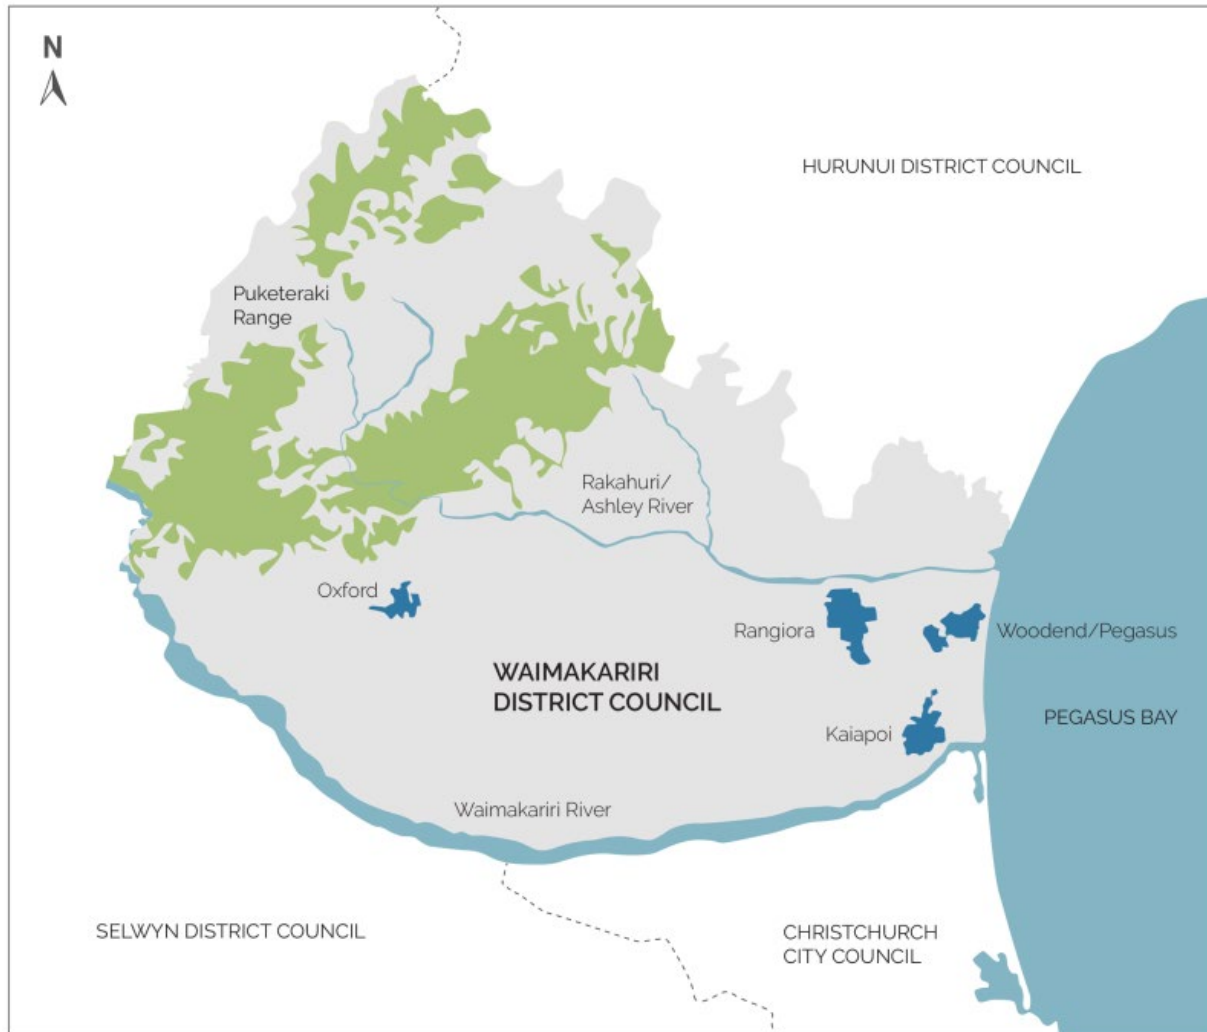 N
HURUNUI DISTRICT COUNCIL
Puketeraki
Range
Rakahuri/
Ashley River
Oxford
Rangiora
Woodend/Pegasus
WAIMAKARIRI
DISTRICT COUNCIL
PEGASUS BAY
Kaiapoi
Waimakariri River
SELWYN DISTRICT COUNCIL
CHRISTCHURCH
CITY COUNCIL